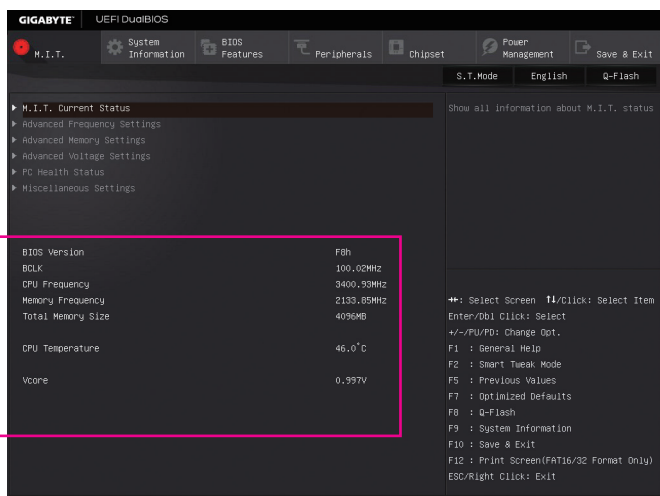 GIGABYTE™ UEFI DualBIOS
M.I.T.
System Information
BIOS Features
Peripherals
Chipset
Power Management
Save & Exit
S.T.Mode English Q-Flash
M.I.T. Current Status
Advanced Frequency Settings
Advanced Memory Settings
Advanced Voltage Settings
PC Health Status
Miscellaneous Settings
Show all information about M.I.T. status
BIOS Version F8h
BCLK 100.02MHz
CPU Frequency 3400.93MHz
Memory Frequency 2133.85MHz
Total Memory Size 4096MB
CPU Temperature 46.0°C
Vcore 0.997V
→←: Select Screen ↑↓/Click: Select Item
Enter/Dbl Click: Select
+/-/PU/PD: Change Opt.
F1 : General Help
F2 : Smart Tweak Mode
F5 : Previous Values
F7 : Optimized Defaults
F8 : Q-Flash
F9 : System Information
F10 : Save & Exit
F12 : Print Screen(FAT16/32 Format Only)
ESC/Right Click: Exit